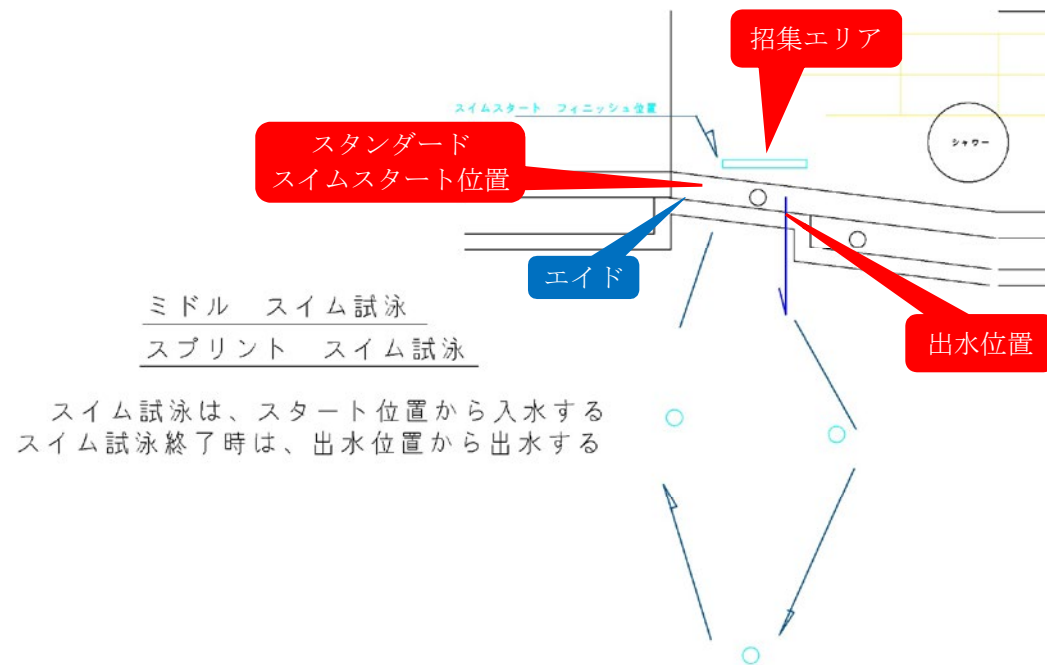 招集エリア
スイムスタート　フィニッシュ位置
シャワー
スタンダード
スイムスタート位置
エイド
出水位置
ミドル　スイム試泳
スプリント　スイム試泳
スイム試泳は、スタート位置から入水する
スイム試泳終了時は、出水位置から出水する